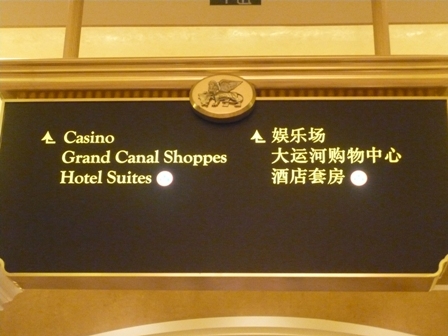 Casino
Grand Canal Shoppes
Hotel Suites
娱乐场
大运河购物中心
酒店套房